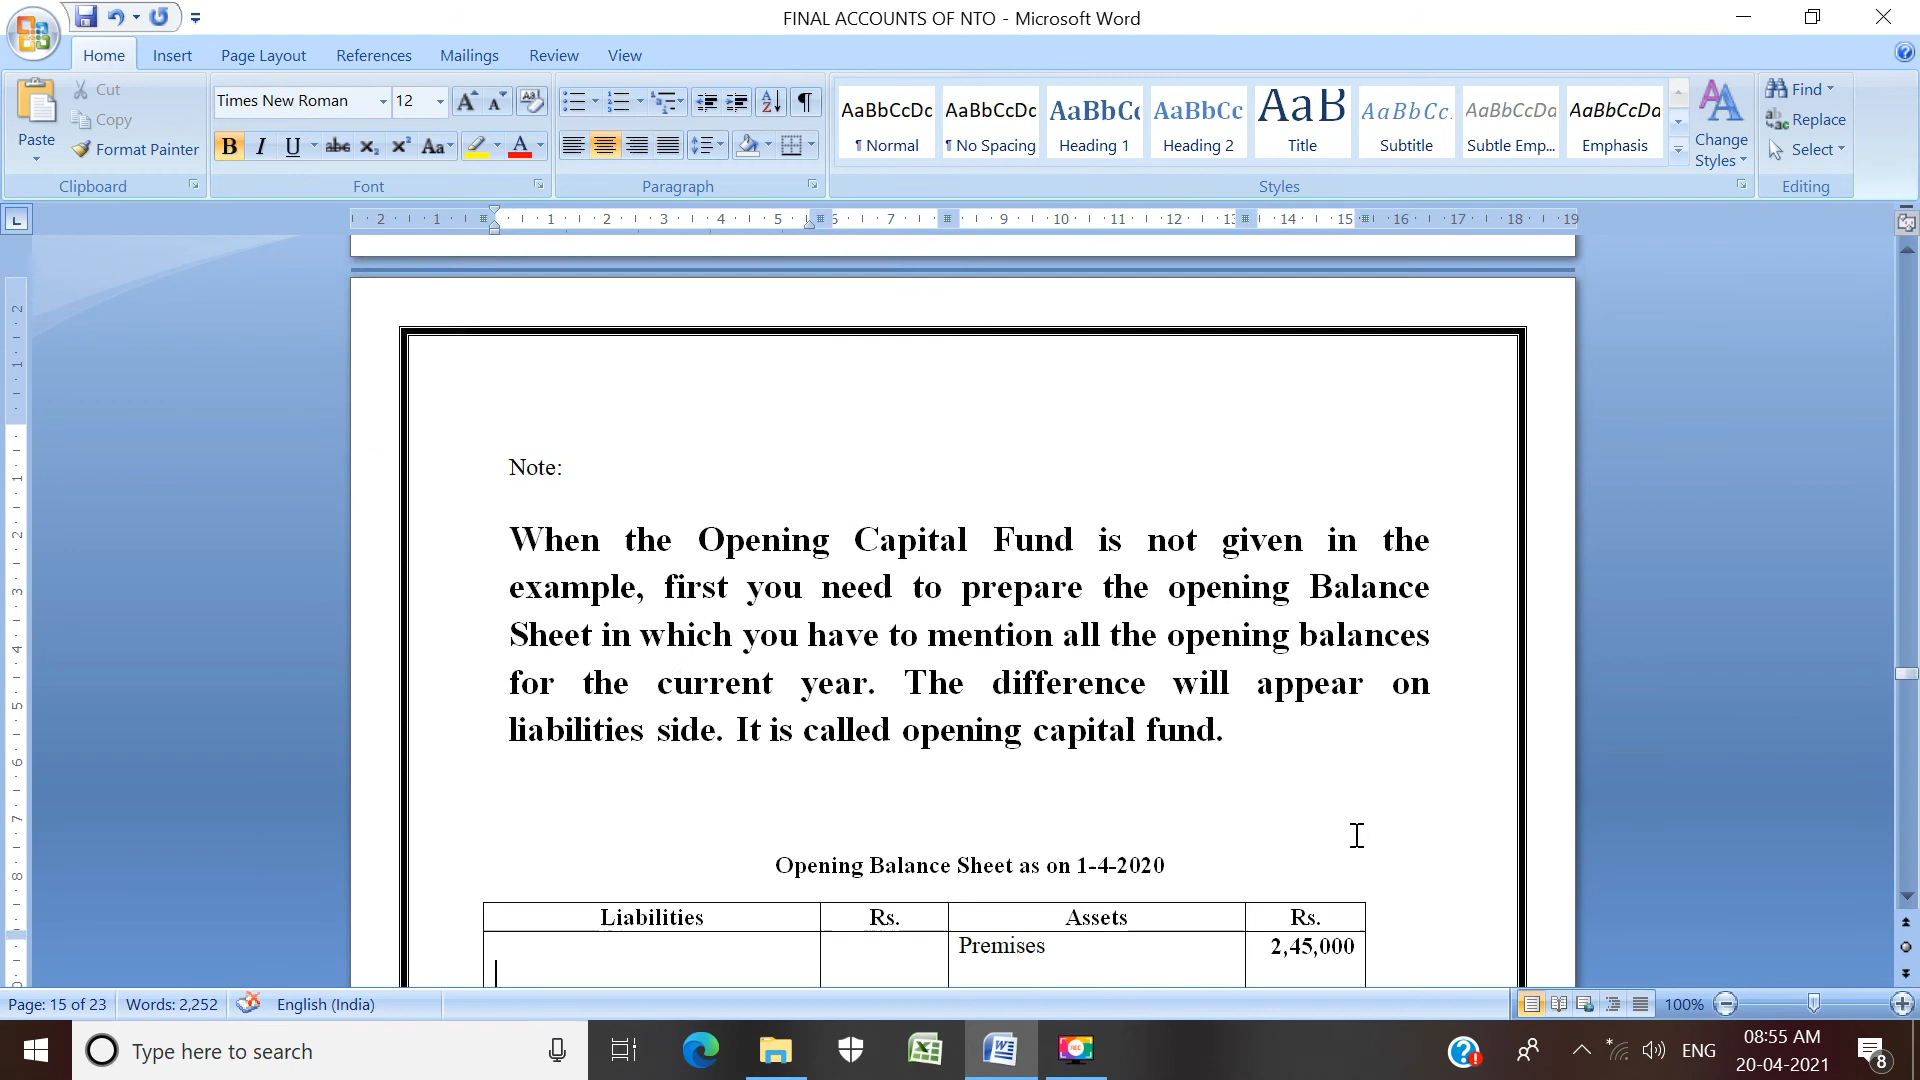 FINAL ACCOUNTS OF NTO - Microsoft Word
Home Insert Page Layout References Mailings Review View
Paste
Cut
Copy
Format Painter
Clipboard
Times New Roman 12
Font
Paragraph
AaBbCcDc AaBbCcDc AaBbCc AaBbCc AaB AaBbCc. AaBbCcDa AaBbCcDa
¶ Normal ¶ No Spacing Heading 1 Heading 2 Title Subtitle Subtle Emp... Emphasis
Styles
Change
Styles
Find
Replace
Select
Editing
Note:
When the Opening Capital Fund is not given in the
example, first you need to prepare the opening Balance
Sheet in which you have to mention all the opening balances
for the current year. The difference will appear on
liabilities side. It is called opening capital fund.
Opening Balance Sheet as on 1-4-2020
Liabilities Rs. Assets Rs.
Premises 2,45,000
Page: 15 of 23 Words: 2,252 English (India) 100%
Type here to search
ENG
08:55 AM
20-04-2021
8